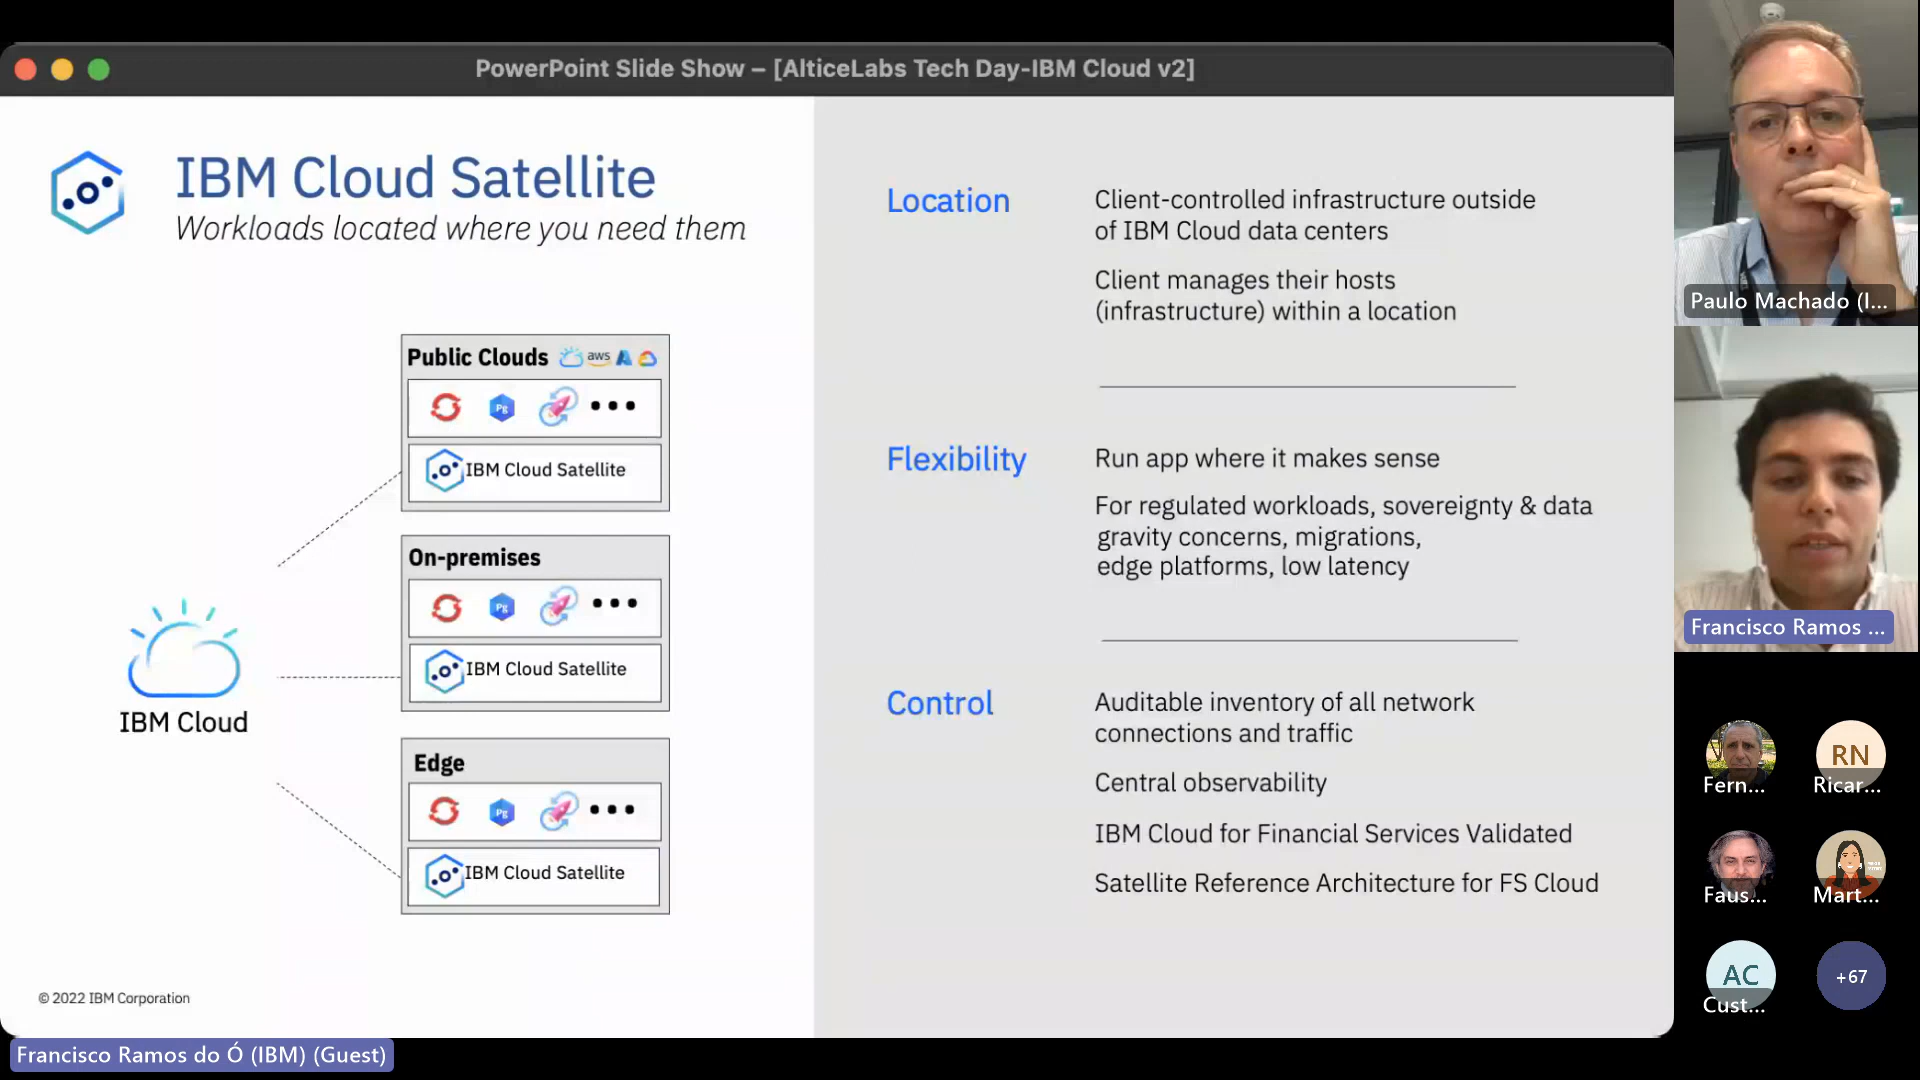 PowerPoint Slide Show – [AlticeLabs Tech Day-IBM Cloud v2]
IBM Cloud Satellite
Workloads located where you need them
Public Clouds
aws
Pg
IBM Cloud Satellite
On-premises
Pg
IBM Cloud Satellite
Edge
Pg
IBM Cloud Satellite
IBM Cloud
© 2022 IBM Corporation
Location
Client-controlled infrastructure outside
of IBM Cloud data centers
Client manages their hosts
(infrastructure) within a location
Flexibility
Run app where it makes sense
For regulated workloads, sovereignty & data
gravity concerns, migrations,
edge platforms, low latency
Control
Auditable inventory of all network
connections and traffic
Central observability
IBM Cloud for Financial Services Validated
Satellite Reference Architecture for FS Cloud
Francisco Ramos do Ó (IBM) (Guest)
Paulo Machado (I...
Francisco Ramos ...
Fern...
RN
Ricar...
Faus...
Mart...
AC
Cust...
+67